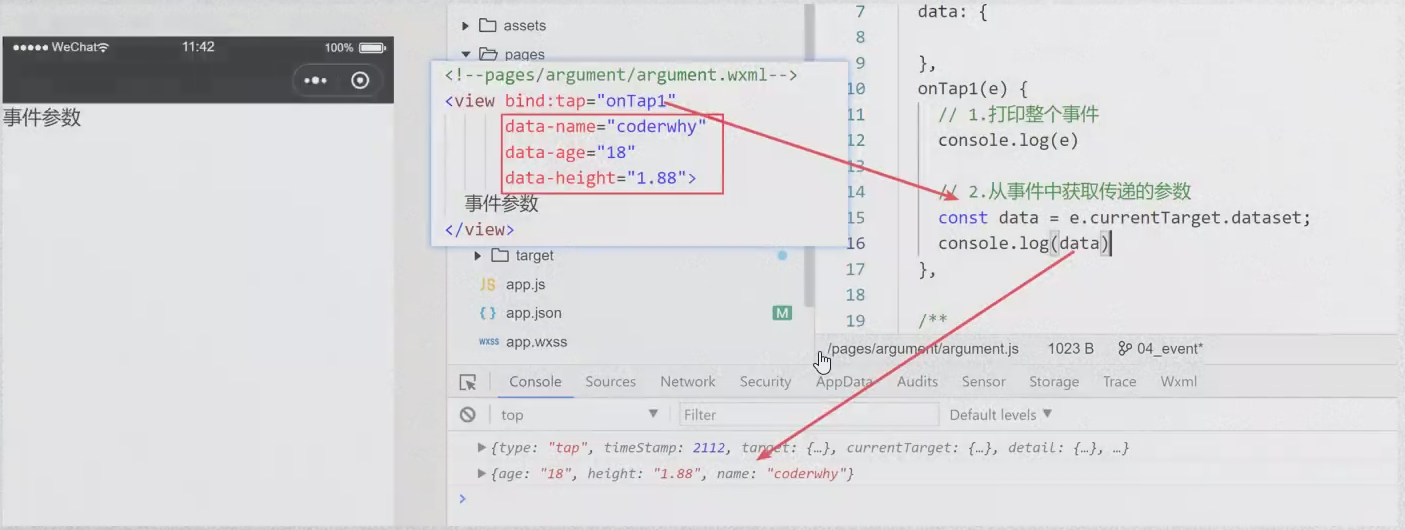 ●●●●● WeChat
11:42
100%
事件参数
assets
pages
<!--pages/argument/argument.wxml-->
<view bind:tap="onTap1"
data-name="coderwhy"
data-age="18"
data-height="1.88">
事件参数
</view>
target
JS app.js
{ } app.json
M
wxss app.wxss
7 data: {
8
9 },
10 onTap1(e) {
11 // 1.打印整个事件
12 console.log(e)
13
14 // 2.从事件中获取传递的参数
15 const data = e.currentTarget.dataset;
16 console.log(data)
17 },
18
19 /**
/pages/argument/argument.js 1023 B 04_event*
Console Sources Network Security AppData Audits Sensor Storage Trace Wxml
top Filter Default levels ▼
{type: "tap", timeStamp: 2112, target: {…}, currentTarget: {…}, detail: {…}, …}
{age: "18", height: "1.88", name: "coderwhy"}
>